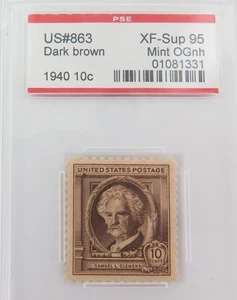 PSE
US#863 XF-Sup 95
Dark brown Mint OGnh
01081331
1940 10c
UNITED STATES POSTAGE
10
CENTS
SAMUEL L. CLEMENS